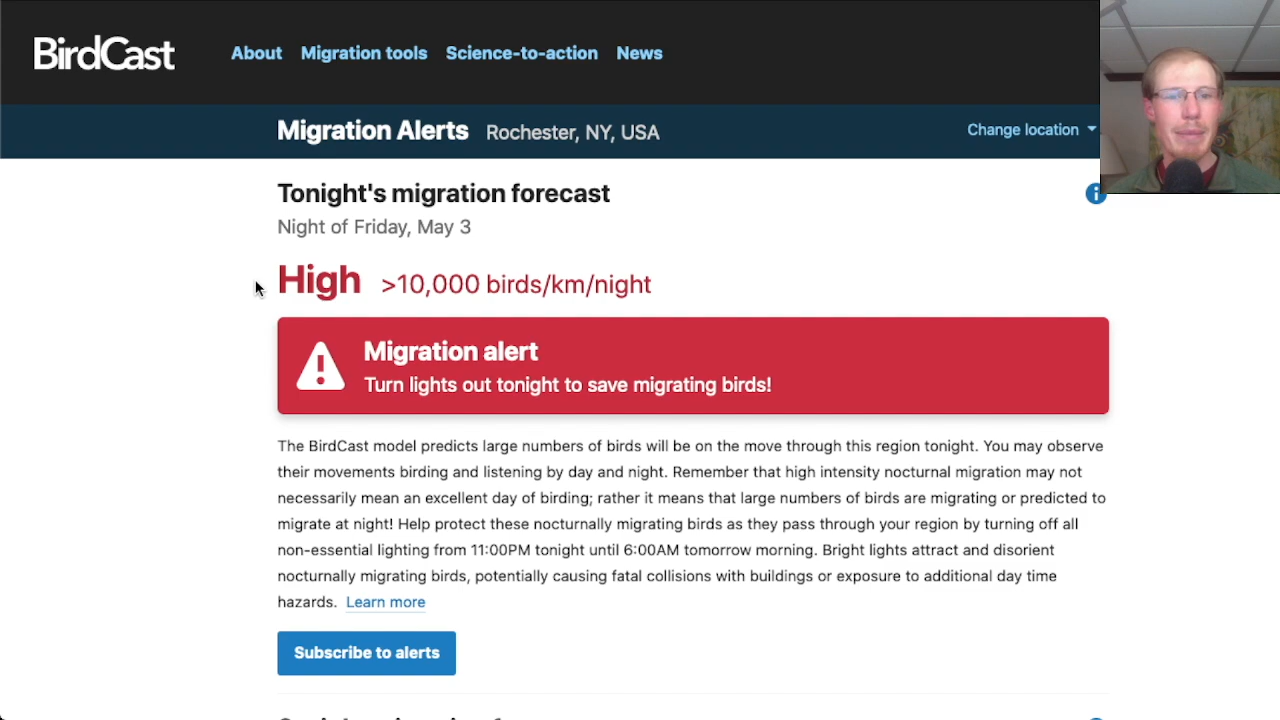 BirdCast
About Migration tools Science-to-action News
Migration Alerts Rochester, NY, USA
Change location
Tonight's migration forecast
Night of Friday, May 3
High >10,000 birds/km/night
Migration alert
Turn lights out tonight to save migrating birds!
The BirdCast model predicts large numbers of birds will be on the move through this region tonight. You may observe
their movements birding and listening by day and night. Remember that high intensity nocturnal migration may not
necessarily mean an excellent day of birding; rather it means that large numbers of birds are migrating or predicted to
migrate at night! Help protect these nocturnally migrating birds as they pass through your region by turning off all
non-essential lighting from 11:00PM tonight until 6:00AM tomorrow morning. Bright lights attract and disorient
nocturnally migrating birds, potentially causing fatal collisions with buildings or exposure to additional day time
hazards. Learn more
Subscribe to alerts